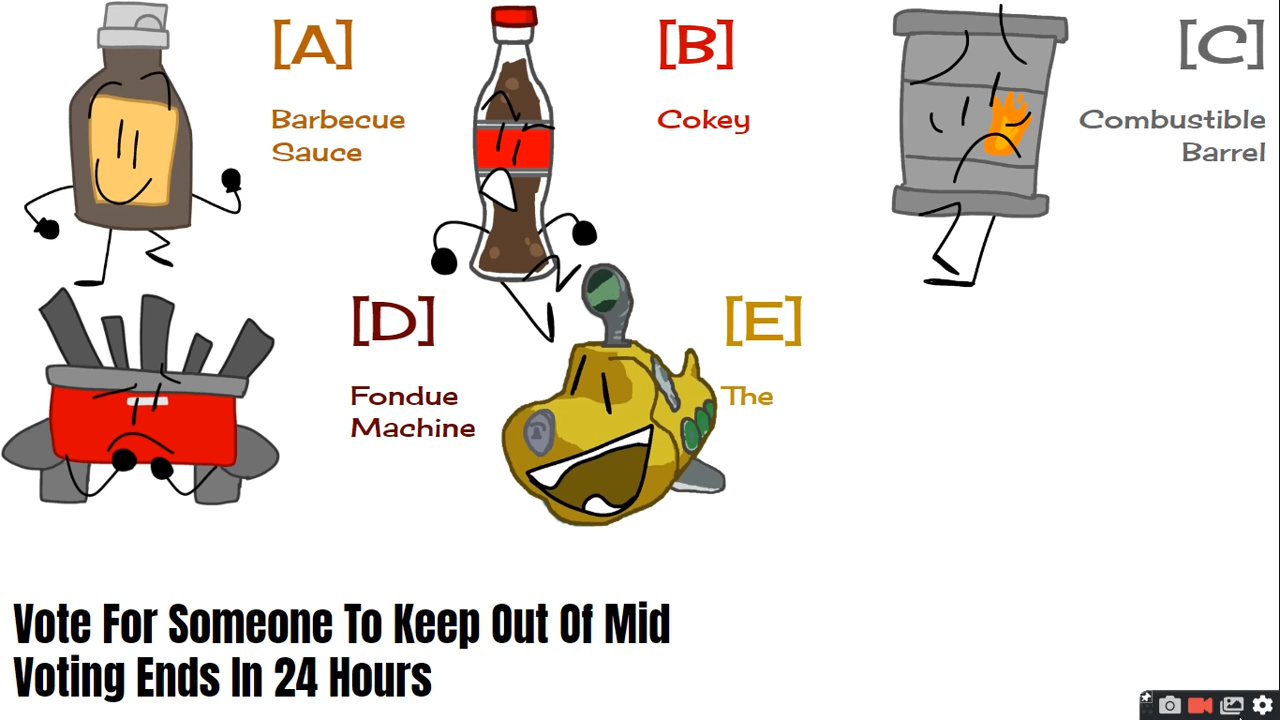 [A]
Barbecue
Sauce
[B]
Cokey
[C]
Combustible
Barrel
[D]
Fondue
Machine
[E]
The
Vote For Someone To Keep Out Of Mid
Voting Ends In 24 Hours